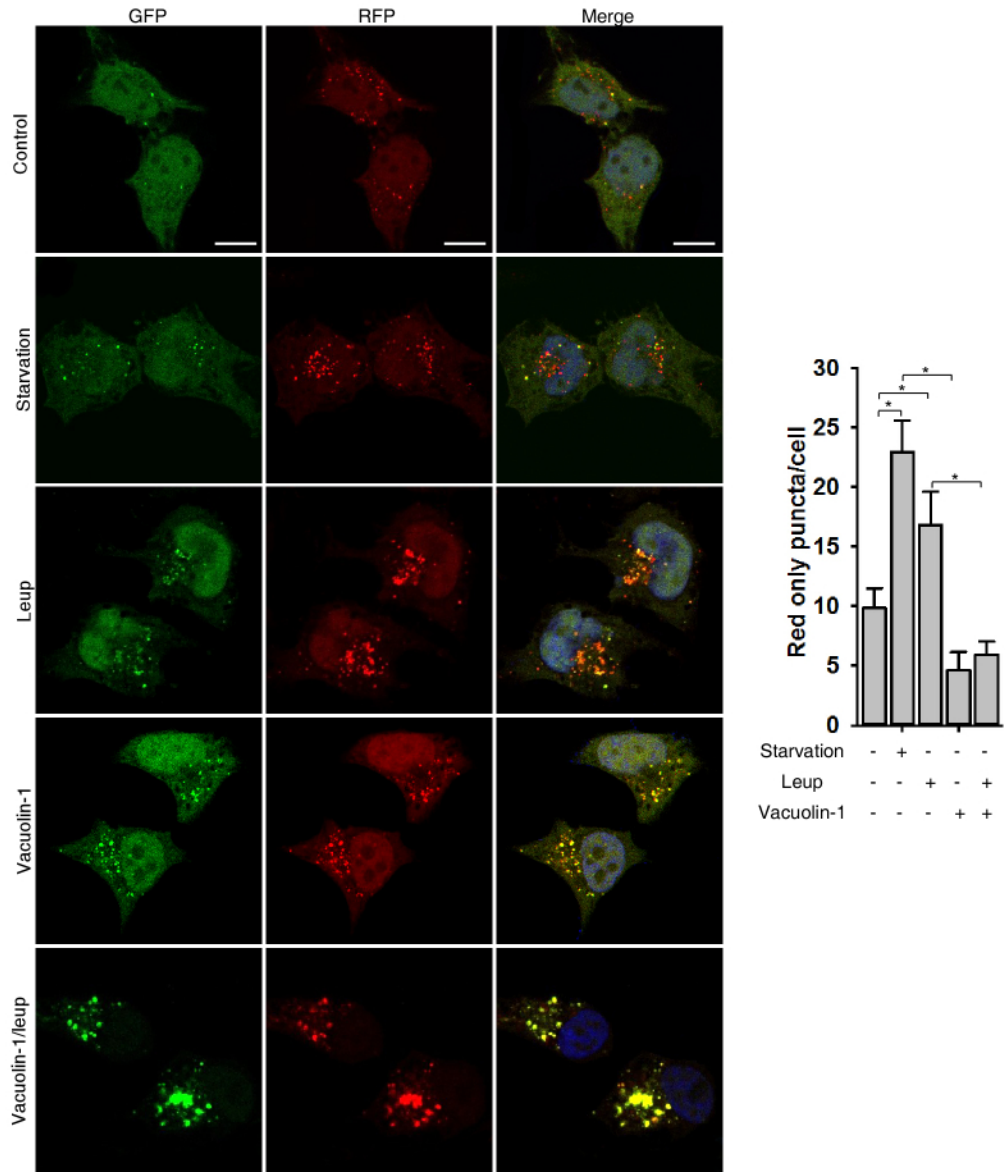 GFP RFP Merge
Control
Starvation
Leup
Vacuolin-1
Vacuolin-1/leup
Red only puncta/cell
30
25
20
15
10
5
0
*
*
*
*
Starvation - + - - -
Leup - - + - +
Vacuolin-1 - - - + +